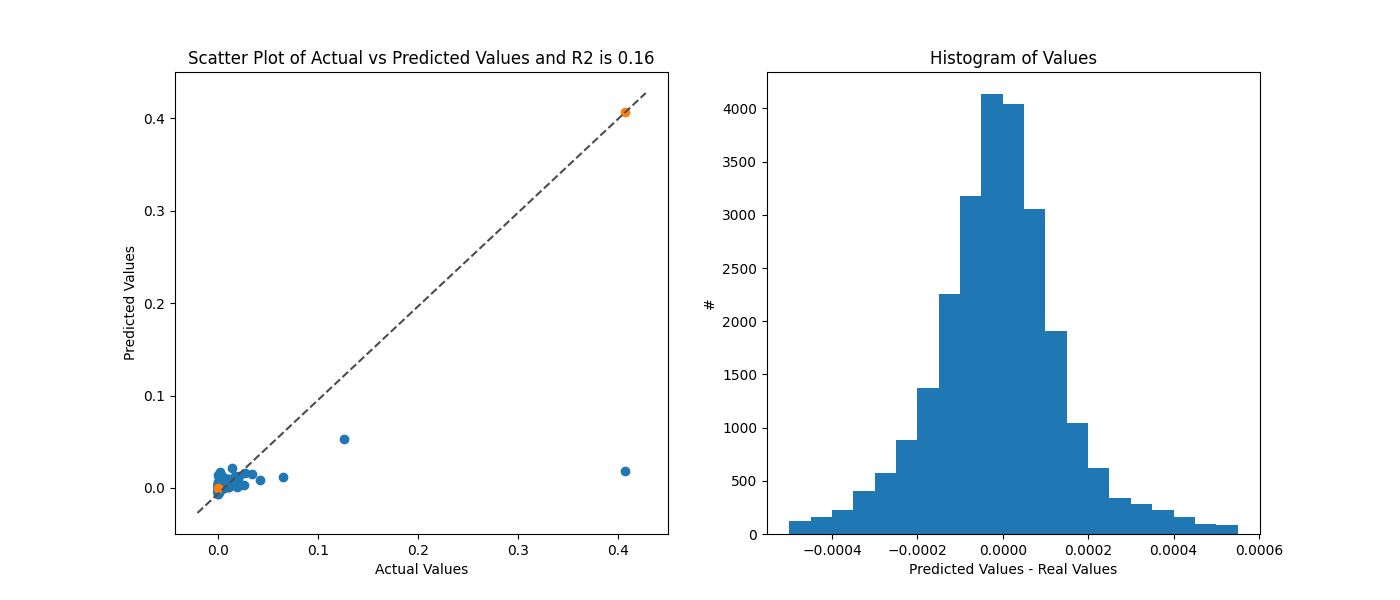 Scatter Plot of Actual vs Predicted Values and R2 is 0.16
0.4
0.3
0.2
0.1
0.0
Predicted Values
0.0 0.1 0.2 0.3 0.4
Actual Values
Histogram of Values
4000
3500
3000
2500
2000
1500
1000
500
0
#
−0.0004 −0.0002 0.0000 0.0002 0.0004 0.0006
Predicted Values - Real Values